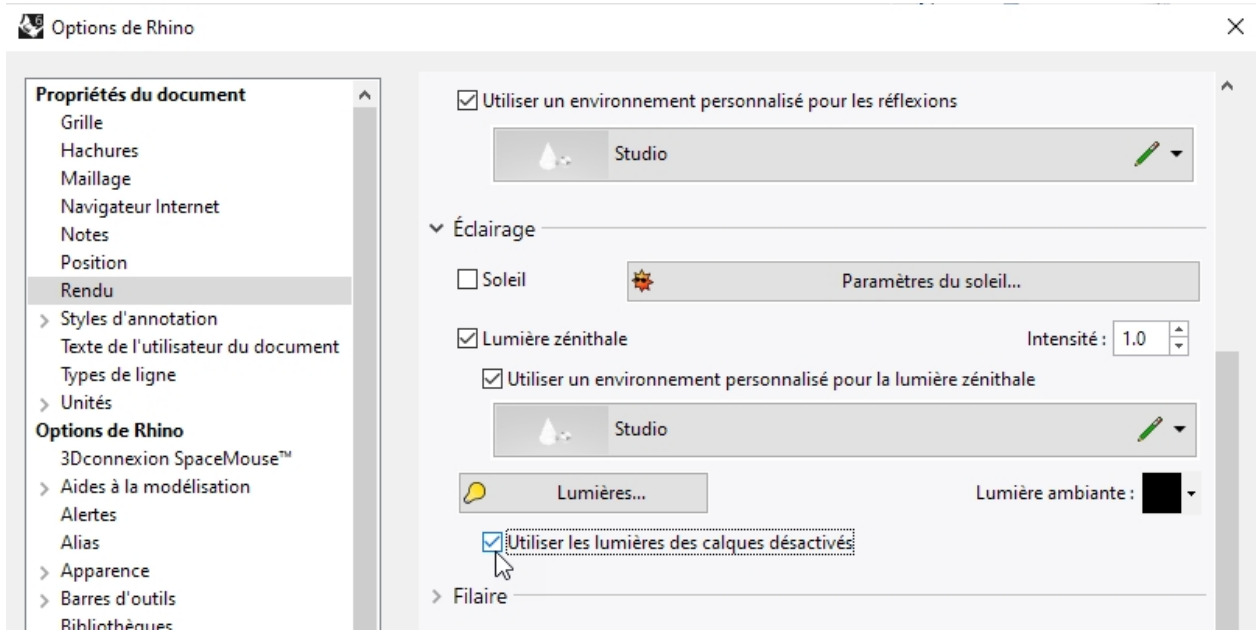 Options de Rhino
Propriétés du document
Grille
Hachures
Maillage
Navigateur Internet
Notes
Position
Rendu
Styles d'annotation
Texte de l'utilisateur du document
Types de ligne
Unités
Options de Rhino
3Dconnexion SpaceMouse™
Aides à la modélisation
Alertes
Alias
Apparence
Barres d'outils
Bibliothèques
Utiliser un environnement personnalisé pour les réflexions
Studio
Éclairage
Soleil Paramètres du soleil...
Lumière zénithale Intensité : 1.0
Utiliser un environnement personnalisé pour la lumière zénithale
Studio
Lumières... Lumière ambiante :
Utiliser les lumières des calques désactivés
Filaire